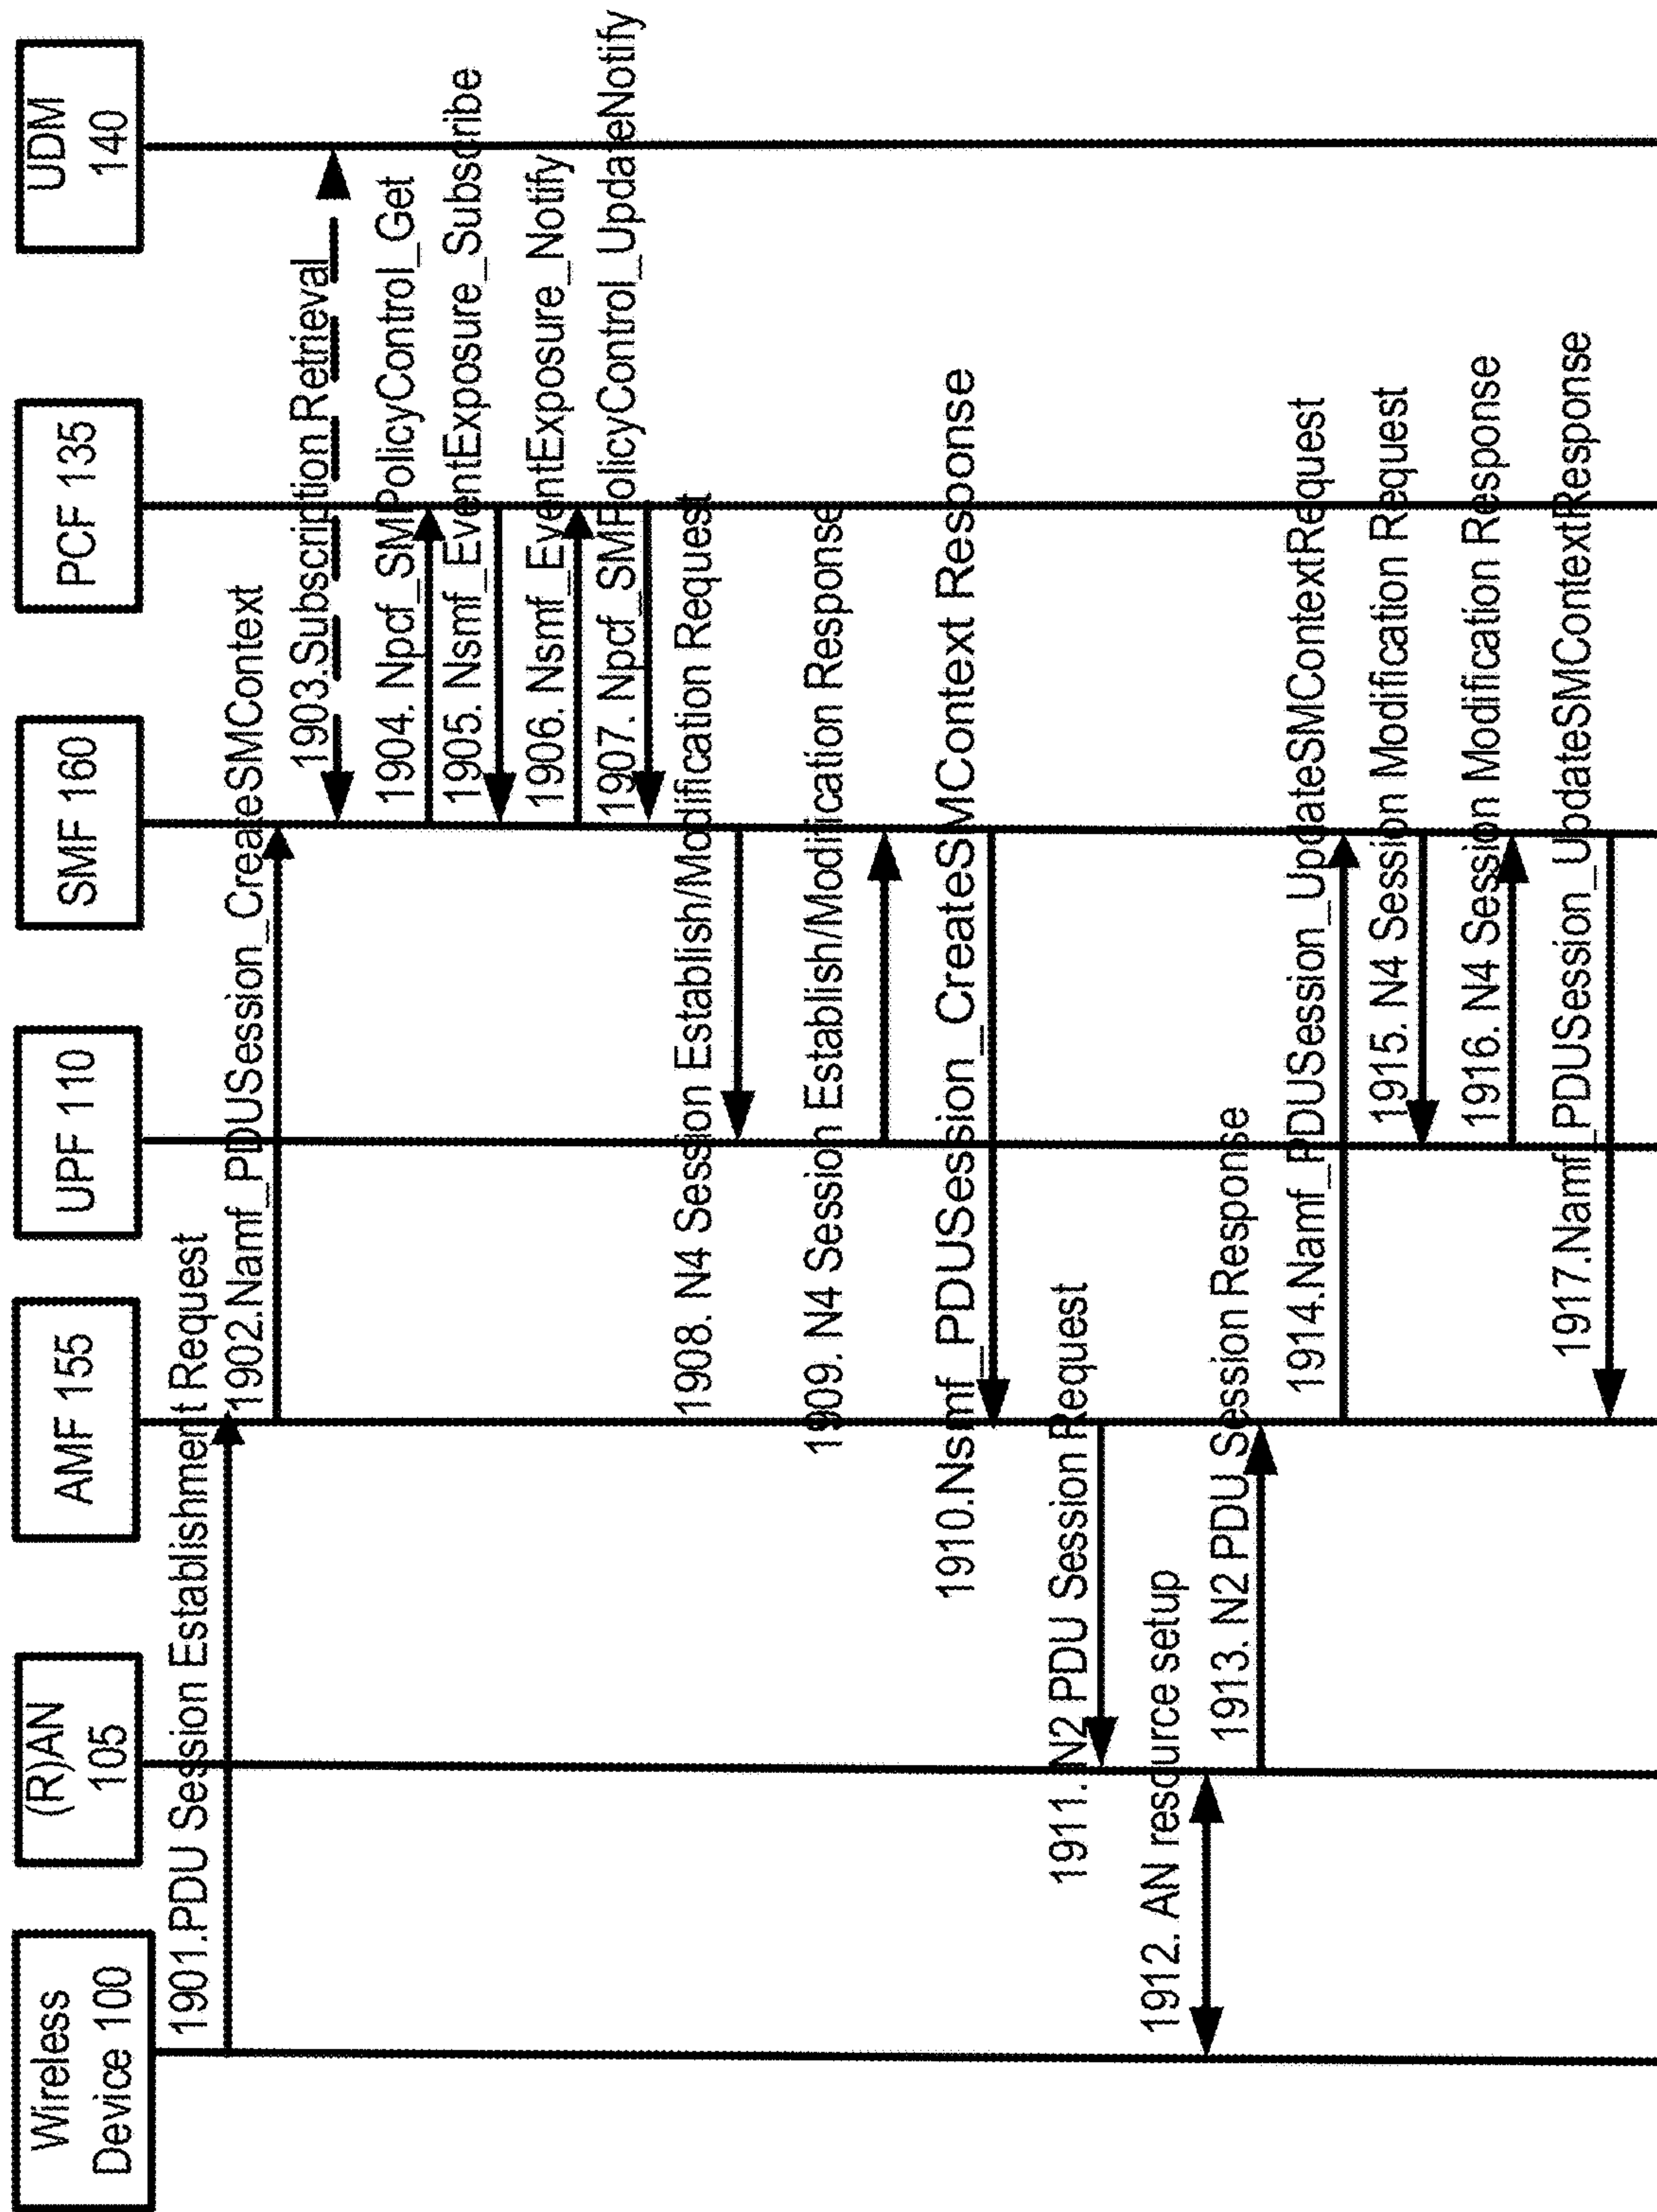 Wireless
Device 100
(R)AN
105
AMF 155
UPF 110
SMF 160
PCF 135
UDM
140
1901.PDU Session Establishment Request
1902.Namf_PDUSession_CreateSMContext
1903.Subscription Retrieval
1904. Npcf_SMPolicyControl_Get
1905. Nsmf_EventExposure_Subscribe
1906. Nsmf_EventExposure_Notify
1907. Npcf_SMPolicyControl_UpdateNotify
1908. N4 Session Establish/Modification Request
1909. N4 Session Establish/Modification Response
1910.Nsmf_PDUSession_CreateSMContext Response
1911. N2 PDU Session Request
1912. AN resource setup
1913. N2 PDU Session Response
1914.Namf_PDUSession_UpdateSMContextRequest
1915. N4 Session Modification Request
1916. N4 Session Modification Response
1917.Namf_PDUSession_UpdateSMContextResponse